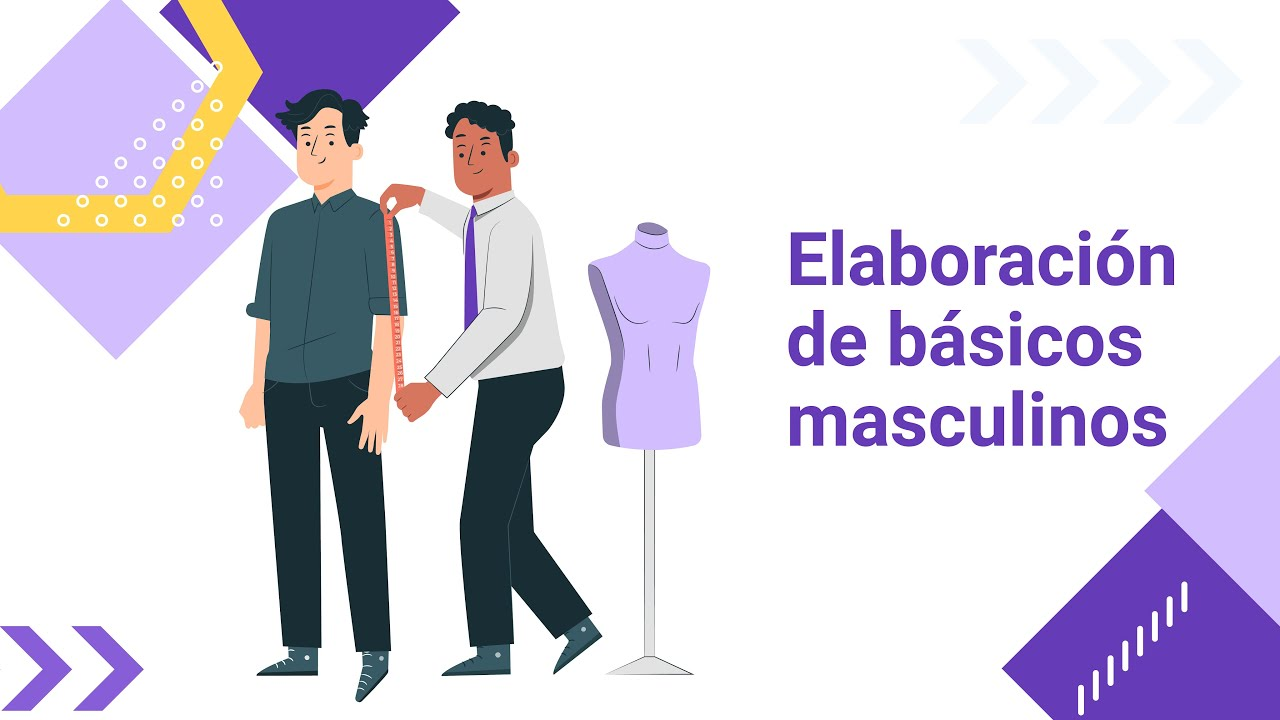 Elaboración
de básicos
masculinos